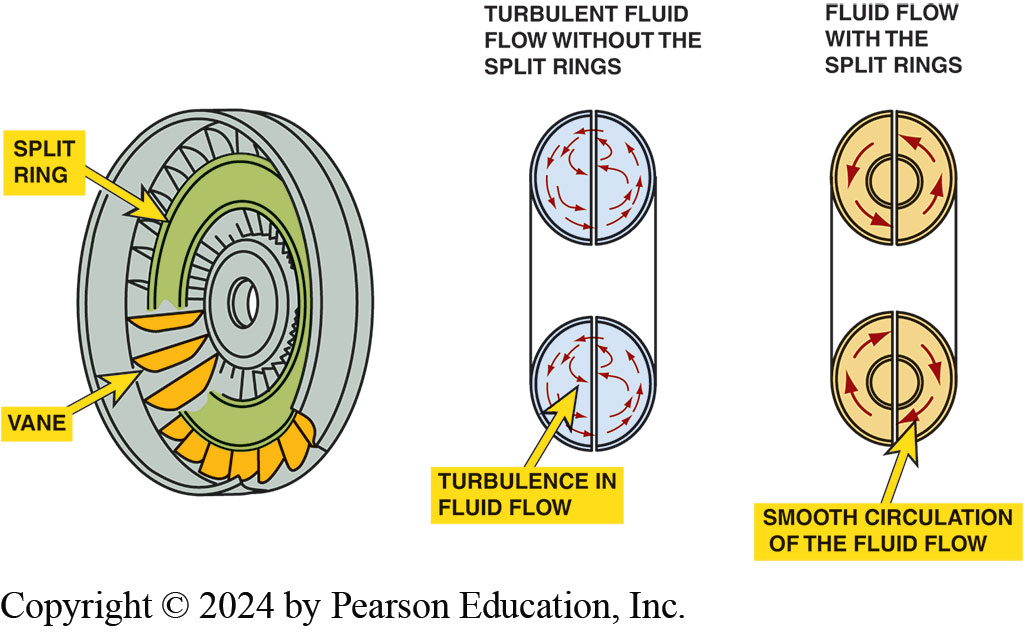 TURBULENT FLUID
FLOW WITHOUT THE
SPLIT RINGS
FLUID FLOW
WITH THE
SPLIT RINGS
SPLIT
RING
VANE
TURBULENCE IN
FLUID FLOW
SMOOTH CIRCULATION
OF THE FLUID FLOW
Copyright © 2024 by Pearson Education, Inc.